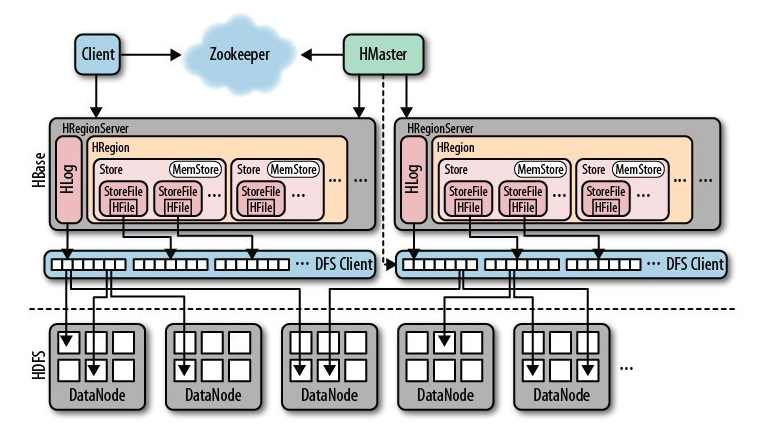 Client
Zookeeper
HMaster
HBase
HRegionServer
HLog
HRegion
Store
MemStore
StoreFile
HFile
StoreFile
HFile
...
Store
MemStore
StoreFile
HFile
...
...
...
HRegionServer
HLog
HRegion
Store
MemStore
StoreFile
HFile
StoreFile
HFile
...
Store
MemStore
StoreFile
HFile
...
...
...
... DFS Client
... DFS Client
HDFS
DataNode
DataNode
DataNode
DataNode
DataNode
...